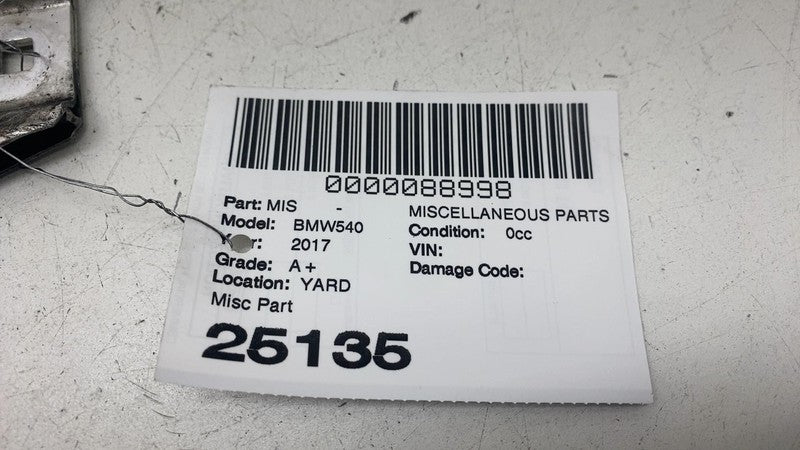 0000088998
Part: MIS - MISCELLANEOUS PARTS
Model: BMW540 Condition: 0cc
2017 VIN:
Grade: A+ Damage Code:
Location: YARD
Misc Part
25135